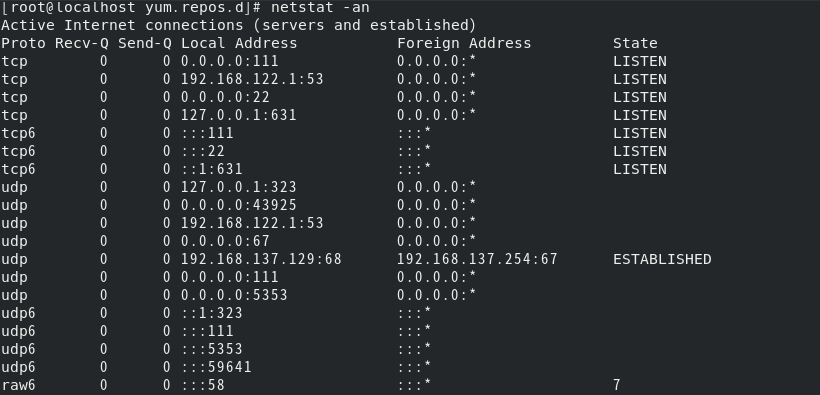 [root@localhost yum.repos.d]# netstat -an
Active Internet connections (servers and established)
Proto Recv-Q Send-Q Local Address           Foreign Address         State
tcp        0      0 0.0.0.0:111             0.0.0.0:*               LISTEN
tcp        0      0 192.168.122.1:53        0.0.0.0:*               LISTEN
tcp        0      0 0.0.0.0:22              0.0.0.0:*               LISTEN
tcp        0      0 127.0.0.1:631           0.0.0.0:*               LISTEN
tcp6       0      0 :::111                  :::*                    LISTEN
tcp6       0      0 :::22                   :::*                    LISTEN
tcp6       0      0 ::1:631                 :::*                    LISTEN
udp        0      0 127.0.0.1:323           0.0.0.0:*
udp        0      0 0.0.0.0:43925           0.0.0.0:*
udp        0      0 192.168.122.1:53        0.0.0.0:*
udp        0      0 0.0.0.0:67              0.0.0.0:*
udp        0      0 192.168.137.129:68      192.168.137.254:67      ESTABLISHED
udp        0      0 0.0.0.0:111             0.0.0.0:*
udp        0      0 0.0.0.0:5353            0.0.0.0:*
udp6       0      0 ::1:323                 :::*
udp6       0      0 :::111                  :::*
udp6       0      0 :::5353                 :::*
udp6       0      0 :::59641                :::*
raw6       0      0 :::58                   :::*                    7